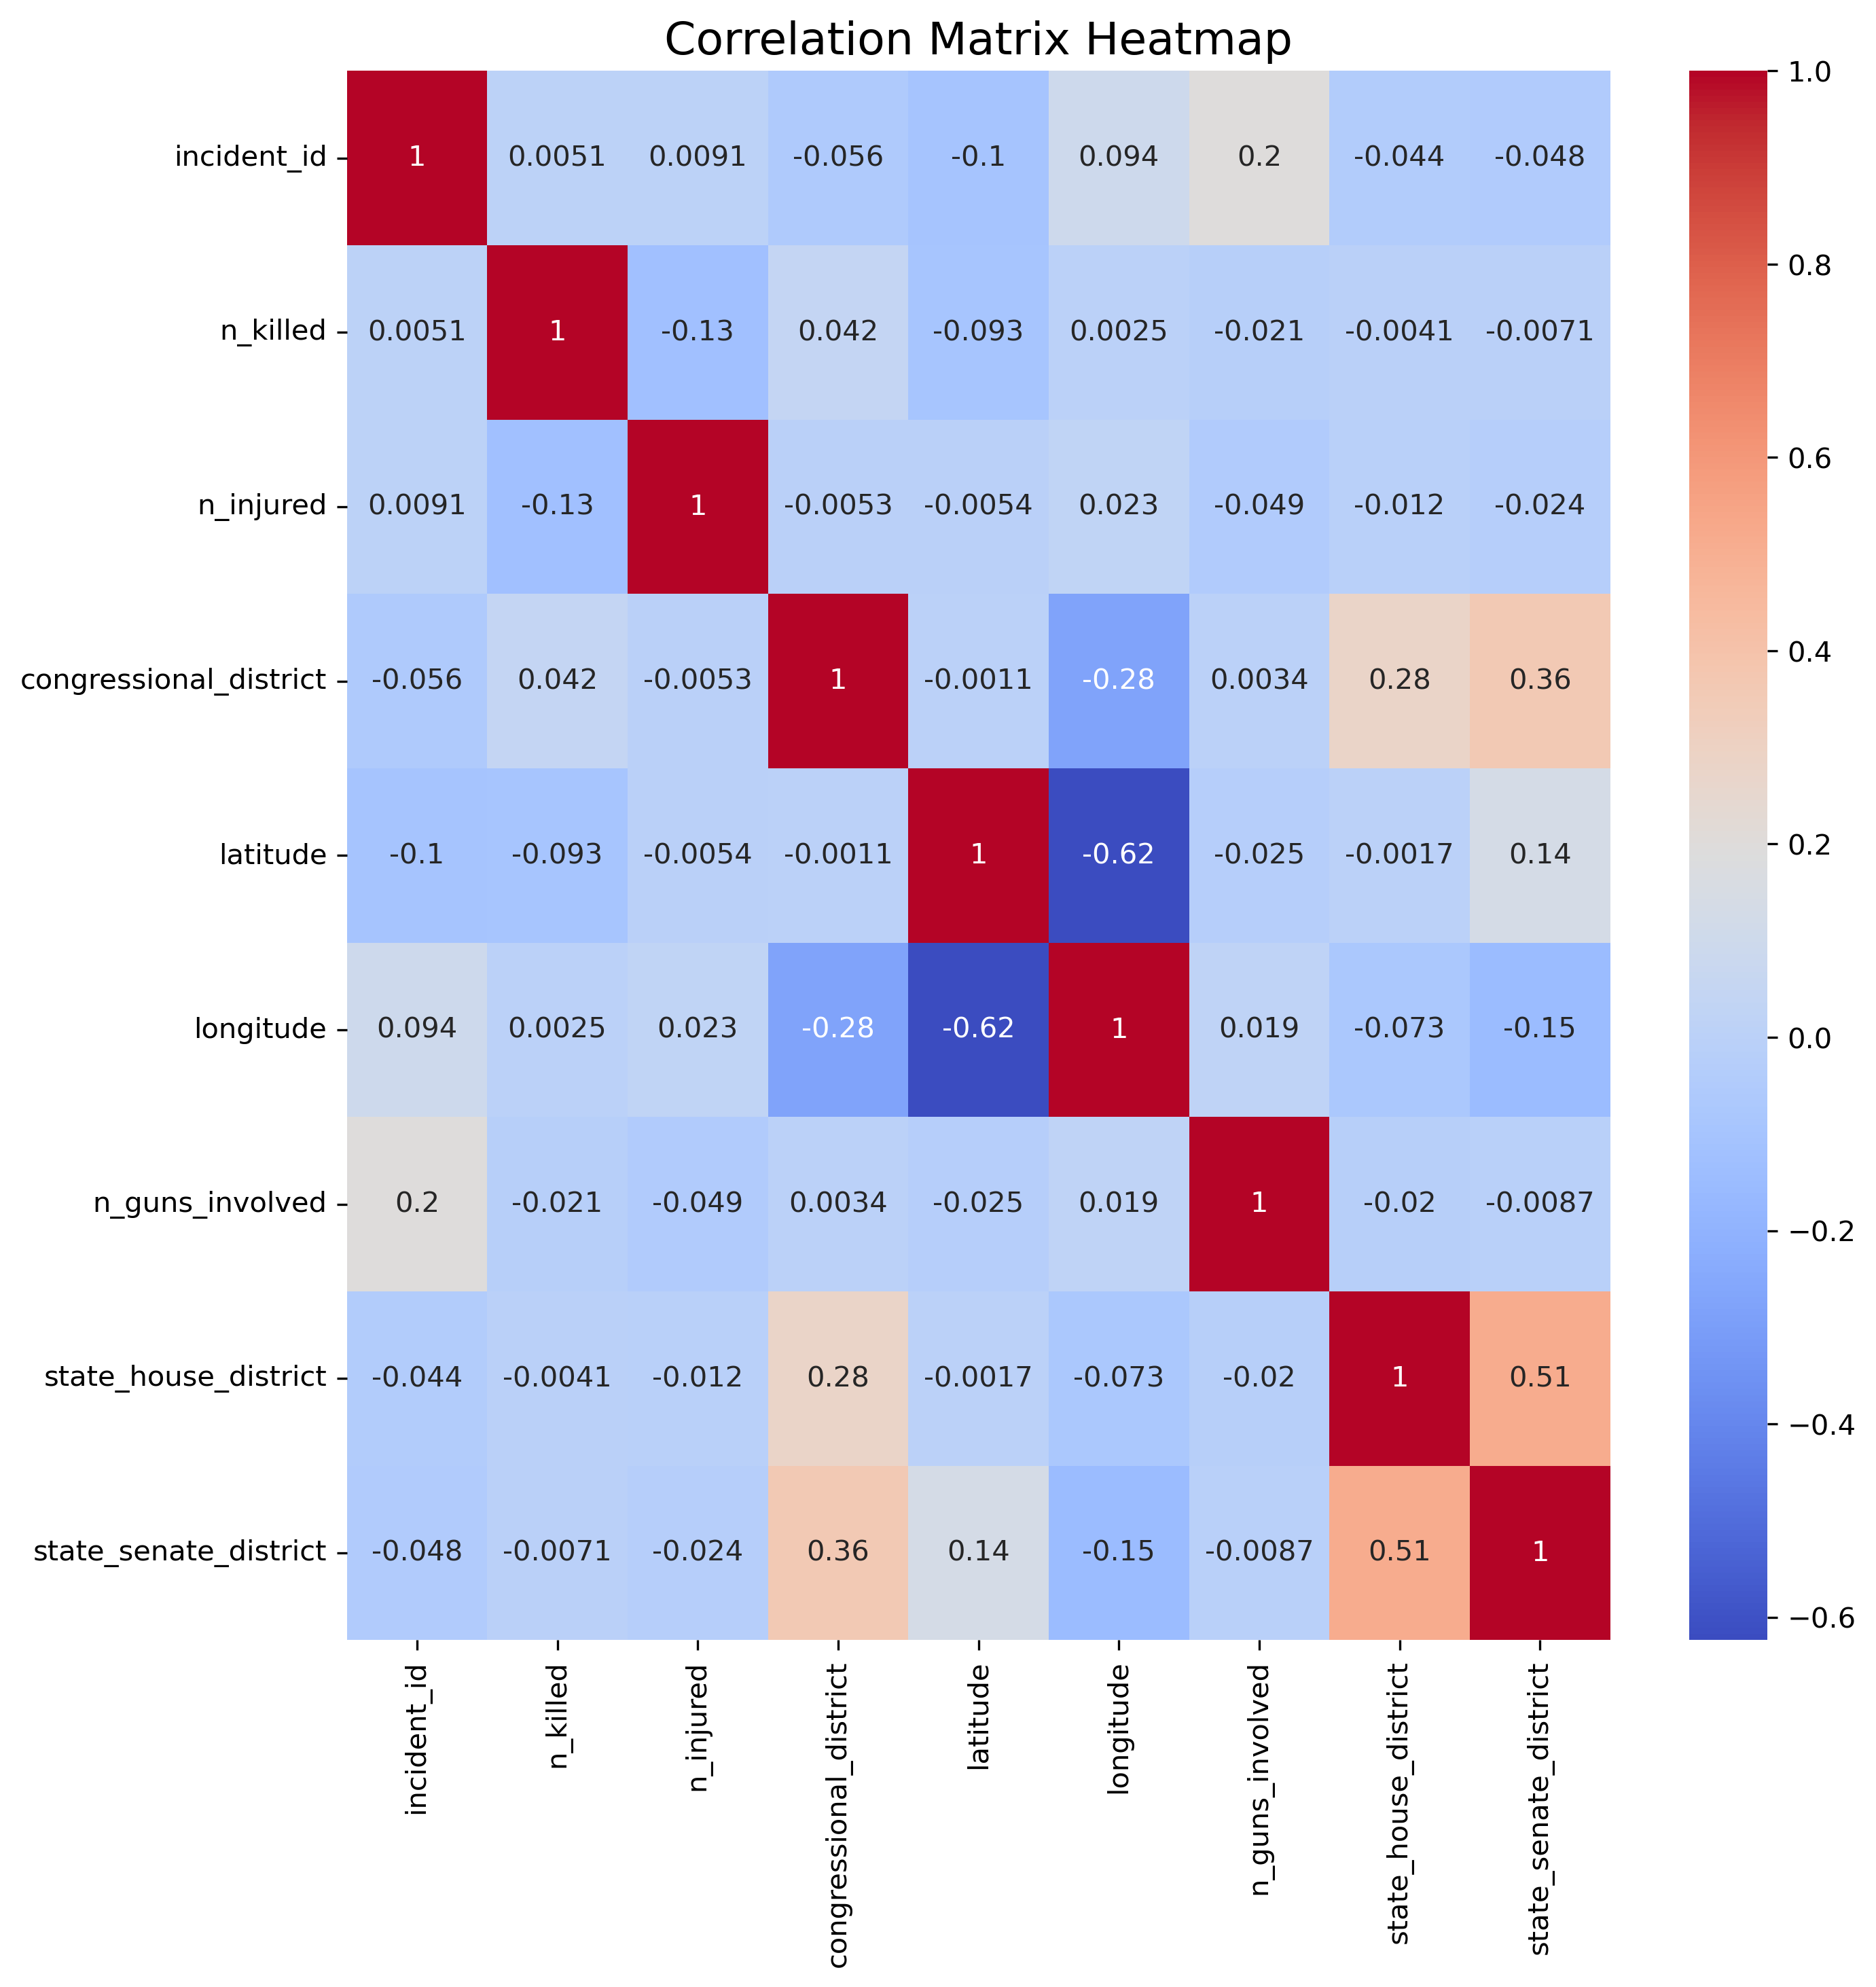 Correlation Matrix Heatmap
incident_id 1 0.0051 0.0091 -0.056 -0.1 0.094 0.2 -0.044 -0.048
n_killed 0.0051 1 -0.13 0.042 -0.093 0.0025 -0.021 -0.0041 -0.0071
n_injured 0.0091 -0.13 1 -0.0053 -0.0054 0.023 -0.049 -0.012 -0.024
congressional_district -0.056 0.042 -0.0053 1 -0.0011 -0.28 0.0034 0.28 0.36
latitude -0.1 -0.093 -0.0054 -0.0011 1 -0.62 -0.025 -0.0017 0.14
longitude 0.094 0.0025 0.023 -0.28 -0.62 1 0.019 -0.073 -0.15
n_guns_involved 0.2 -0.021 -0.049 0.0034 -0.025 0.019 1 -0.02 -0.0087
state_house_district -0.044 -0.0041 -0.012 0.28 -0.0017 -0.073 -0.02 1 0.51
state_senate_district -0.048 -0.0071 -0.024 0.36 0.14 -0.15 -0.0087 0.51 1
incident_id
n_killed
n_injured
congressional_district
latitude
longitude
n_guns_involved
state_house_district
state_senate_district
1.0
0.8
0.6
0.4
0.2
0.0
−0.2
−0.4
−0.6